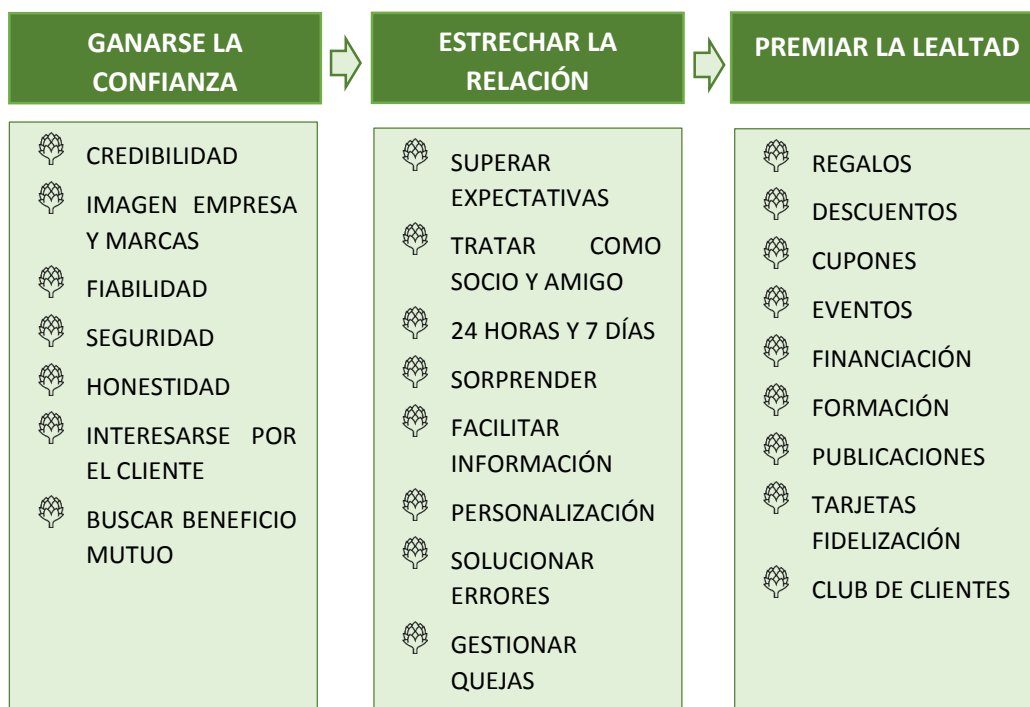 GANARSE LA
CONFIANZA
CREDIBILIDAD
IMAGEN EMPRESA
Y MARCAS
FIABILIDAD
SEGURIDAD
HONESTIDAD
INTERESARSE POR
EL CLIENTE
BUSCAR BENEFICIO
MUTUO
ESTRECHAR LA
RELACIÓN
SUPERAR
EXPECTATIVAS
TRATAR COMO
SOCIO Y AMIGO
24 HORAS Y 7 DÍAS
SORPRENDER
FACILITAR
INFORMACIÓN
PERSONALIZACIÓN
SOLUCIONAR
ERRORES
GESTIONAR
QUEJAS
PREMIAR LA LEALTAD
REGALOS
DESCUENTOS
CUPONES
EVENTOS
FINANCIACIÓN
FORMACIÓN
PUBLICACIONES
TARJETAS
FIDELIZACIÓN
CLUB DE CLIENTES